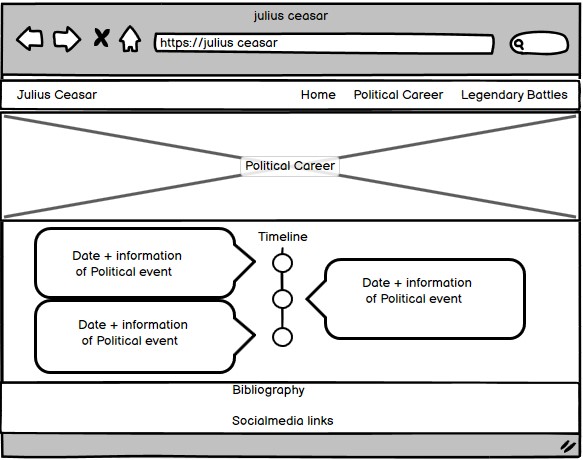 julius ceasar
https://julius ceasar
Julius Ceasar Home Political Career Legendary Battles
Political Career
Timeline
Date + information
of Political event
Date + information
of Political event
Date + information
of Political event
Bibliography
Socialmedia links